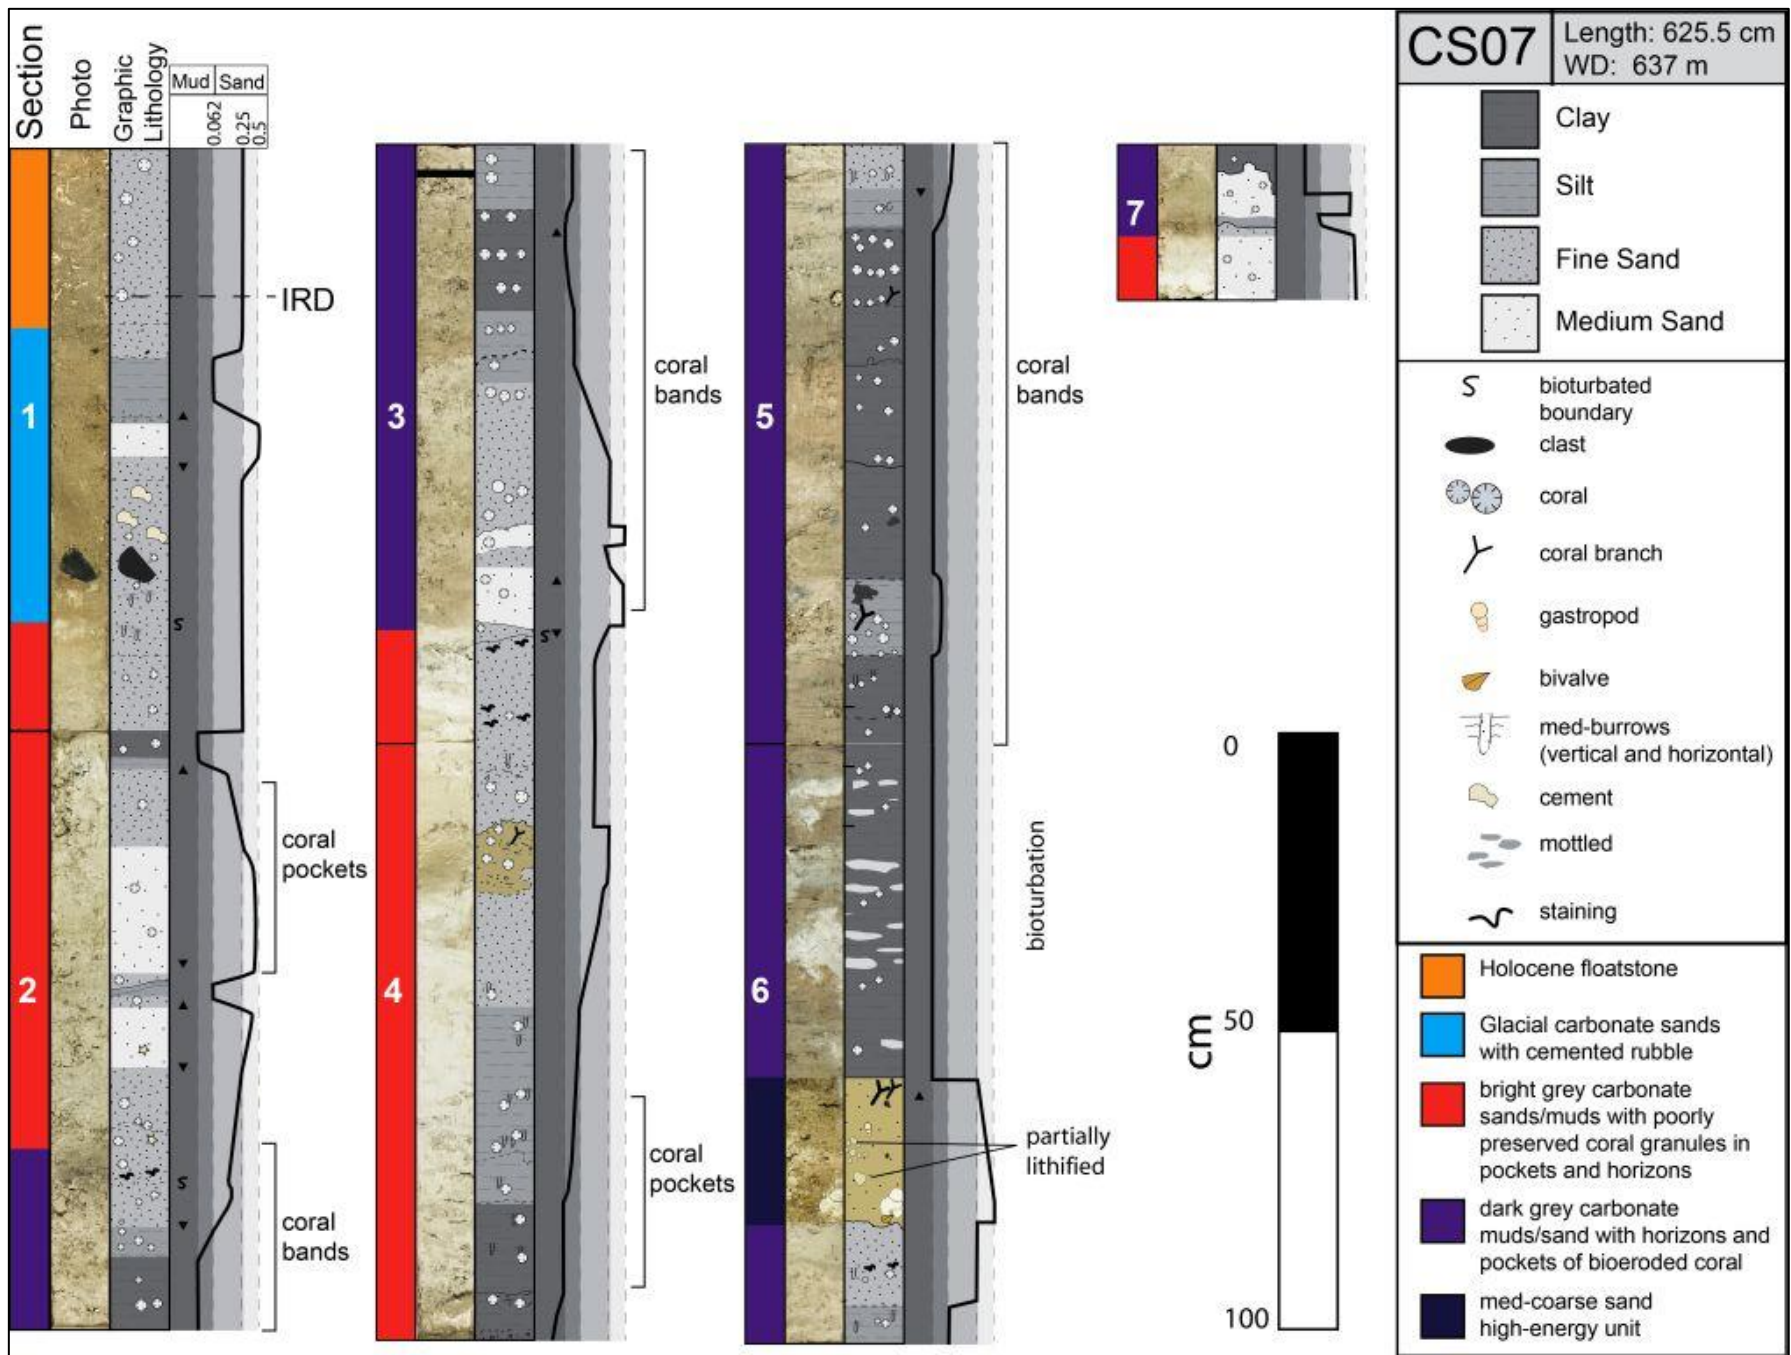 Section
Photo
Graphic
Lithology
Mud
Sand
0.062
0.25
0.5
IRD
1
2
coral
pockets
coral
bands
S
S
3
4
S
coral
bands
coral
pockets
5
6
coral
bands
bioturbation
partially
lithified
7
0
50
100
cm
CS07
Length: 625.5 cm
WD: 637 m
Clay
Silt
Fine Sand
Medium Sand
S
bioturbated
boundary
clast
coral
coral branch
gastropod
bivalve
med-burrows
(vertical and horizontal)
cement
mottled
staining
Holocene floatstone
Glacial carbonate sands
with cemented rubble
bright grey carbonate
sands/muds with poorly
preserved coral granules in
pockets and horizons
dark grey carbonate
muds/sand with horizons and
pockets of bioeroded coral
med-coarse sand
high-energy unit